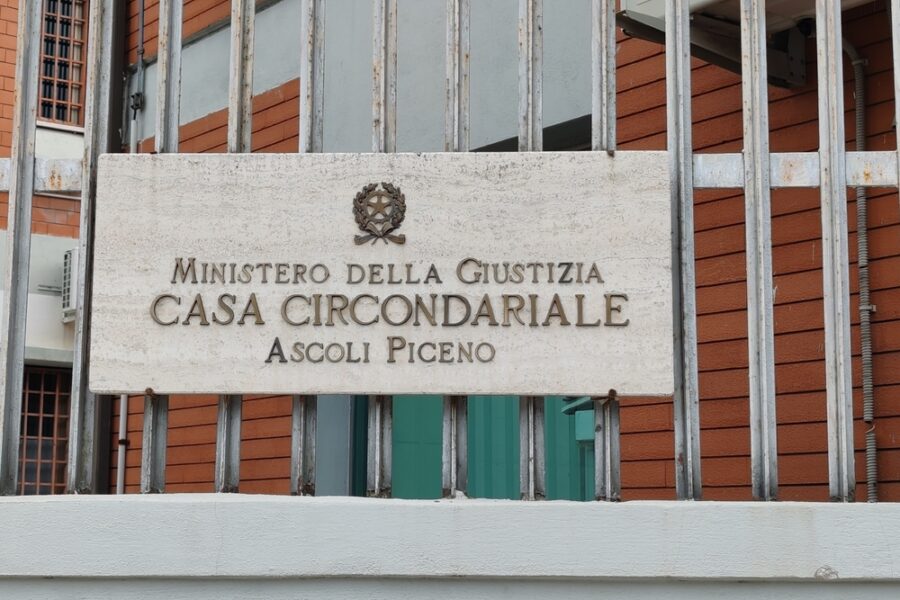 Ministero della Giustizia
CASA CIRCONDARIALE
Ascoli Piceno